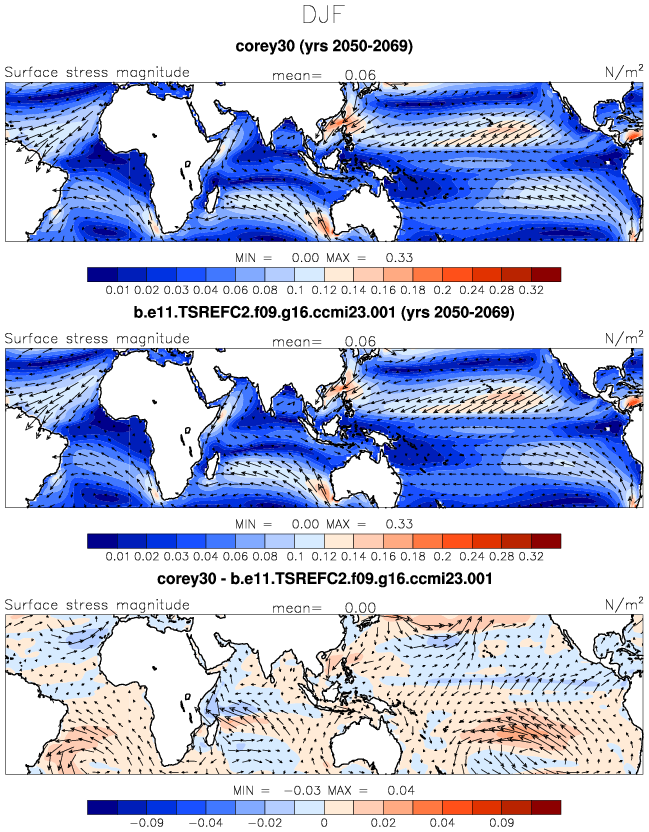 DJF
corey30 (yrs 2050-2069)
Surface stress magnitude mean= 0.06 N/m²
MIN = 0.00 MAX = 0.33
0.01 0.02 0.03 0.04 0.06 0.08 0.1 0.12 0.14 0.16 0.18 0.2 0.24 0.28 0.32
b.e11.TSREFC2.f09.g16.ccmi23.001 (yrs 2050-2069)
Surface stress magnitude mean= 0.06 N/m²
MIN = 0.00 MAX = 0.33
0.01 0.02 0.03 0.04 0.06 0.08 0.1 0.12 0.14 0.16 0.18 0.2 0.24 0.28 0.32
corey30 - b.e11.TSREFC2.f09.g16.ccmi23.001
Surface stress magnitude mean= 0.00 N/m²
MIN = −0.03 MAX = 0.04
−0.09 −0.04 −0.02 0 0.02 0.04 0.09